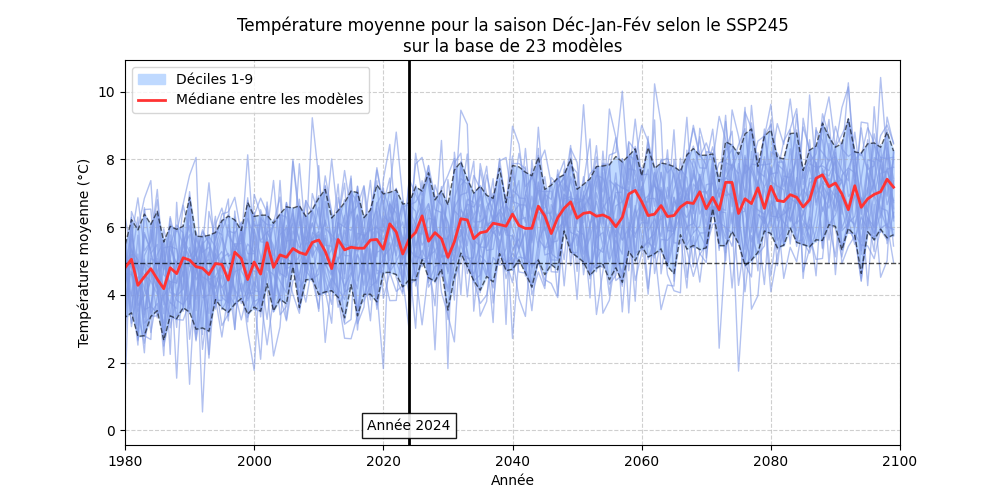 Température moyenne pour la saison Déc-Jan-Fév selon le SSP245
sur la base de 23 modèles
Déciles 1-9
Médiane entre les modèles
Température moyenne (°C)
10
8
6
4
2
0
Année 2024
1980
2000
2020
2040
2060
2080
2100
Année